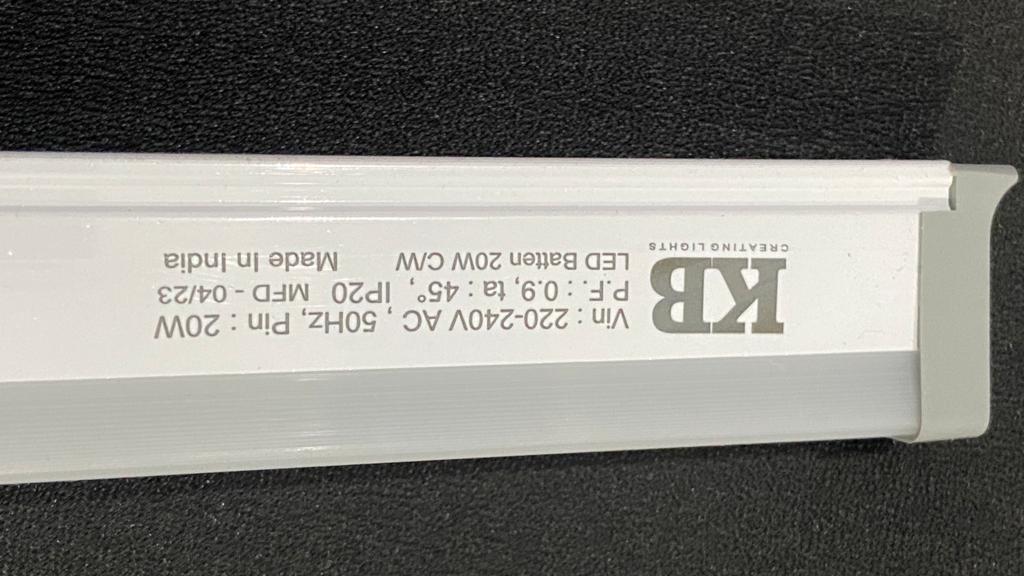 KB
CREATING LIGHTS
Vin : 220-240V AC , 50Hz, Pin : 20W
P.F. : 0.9, ta : 45°, IP20 MFD - 04/23
LED Batten 20W C/W Made In India